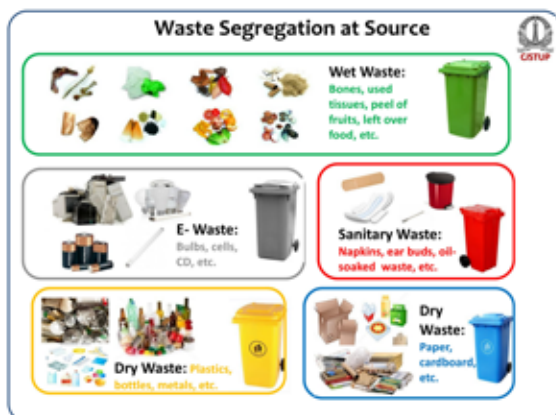 Waste Segregation at Source
CiSTUP
Wet Waste:
Bones, used
tissues, peel of
fruits, left over
food, etc.
E- Waste:
Bulbs, cells,
CD, etc.
Sanitary Waste:
Napkins, ear buds, oil-
soaked waste, etc.
Dry Waste: Plastics,
bottles, metals, etc.
Dry
Waste:
Paper,
cardboard,
etc.